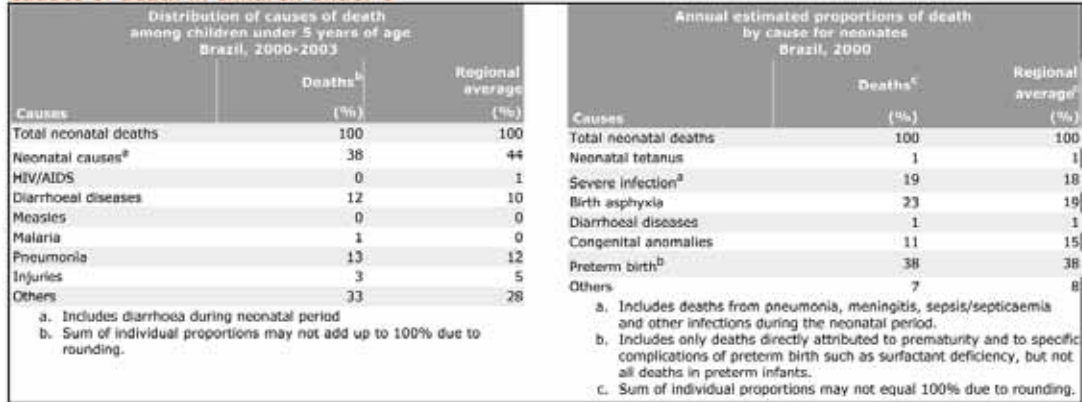 Distribution of causes of death
among children under 5 years of age
Brazil, 2000-2003
Causes Deathsᵇ (%) Regional average (%)
Total neonatal deaths 100 100
Neonatal causesᵃ 38 44
HIV/AIDS 0 1
Diarrhoeal diseases 12 10
Measles 0 0
Malaria 1 0
Pneumonia 13 12
Injuries 3 5
Others 33 28
a. Includes diarrhoea during neonatal period
b. Sum of individual proportions may not add up to 100% due to
rounding.
Annual estimated proportions of death
by cause for neonates
Brazil, 2000
Causes Deathsᶜ (%) Regional averageᶜ (%)
Total neonatal deaths 100 100
Neonatal tetanus 1 1
Severe infectionᵃ 19 18
Birth asphyxia 23 19
Diarrhoeal diseases 1 1
Congenital anomalies 11 15
Preterm birthᵇ 38 38
Others 7 8
a. Includes deaths from pneumonia, meningitis, sepsis/septicaemia
and other infections during the neonatal period.
b. Includes only deaths directly attributed to prematurity and to specific
complications of preterm birth such as surfactant deficiency, but not
all deaths in preterm infants.
c. Sum of individual proportions may not equal 100% due to rounding.